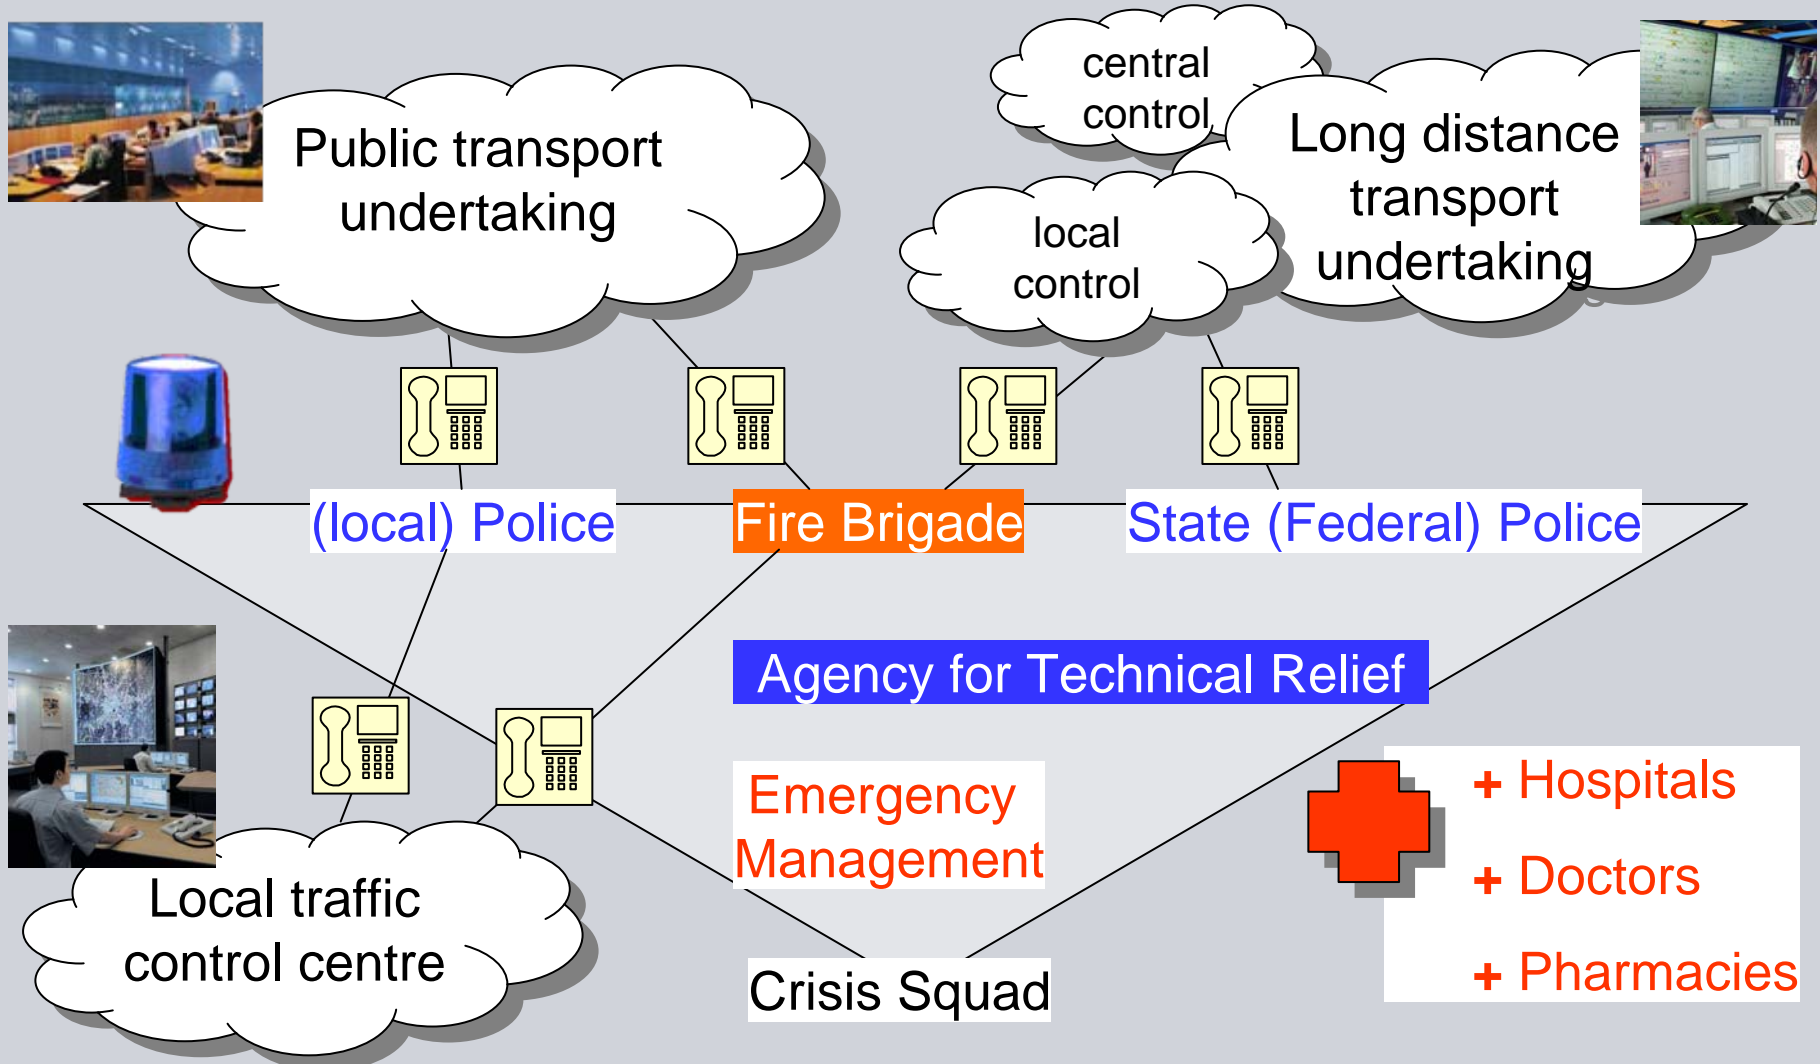 central
control
Public transport
undertaking
Long distance
transport
undertaking
local
control
(local) Police
Fire Brigade
State (Federal) Police
Agency for Technical Relief
Emergency
Management
+ Hospitals
+ Doctors
+ Pharmacies
Local traffic
control centre
Crisis Squad